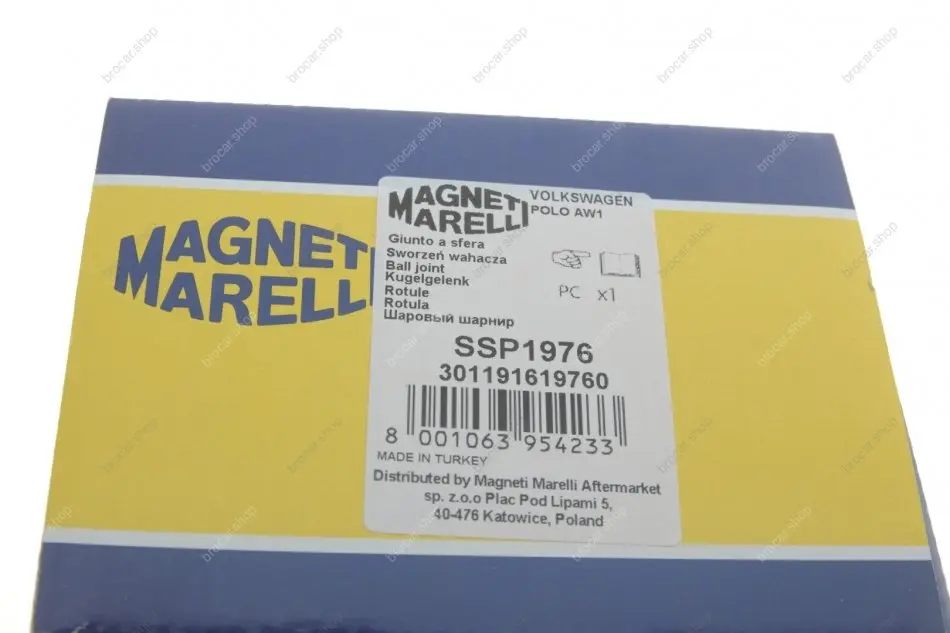 MAGNETI
MARELLI
MAGNETI
MARELLI
VOLKSWAGEN
POLO AW1
Giunto a sfera
Sworzeń wahacza
Ball joint
Kugelgelenk
Rotule
Rotula
Шаровый шарнир
PC x1
SSP1976
301191619760
8 001063 954233
MADE IN TURKEY
Distributed by Magneti Marelli Aftermarket
sp. z.o.o Plac Pod Lipami 5,
40-476 Katowice, Poland
brocar.shop